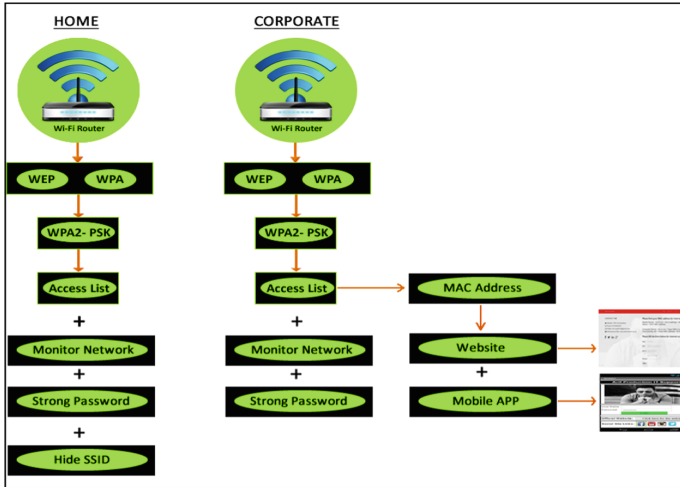 HOME
CORPORATE
Wi-Fi Router
Wi-Fi Router
WEP WPA
WEP WPA
WPA2- PSK
WPA2- PSK
Access List
Access List
MAC Address
+
+
Monitor Network
Monitor Network
Website
+
+
+
Strong Password
Strong Password
Mobile APP
+
Hide SSID